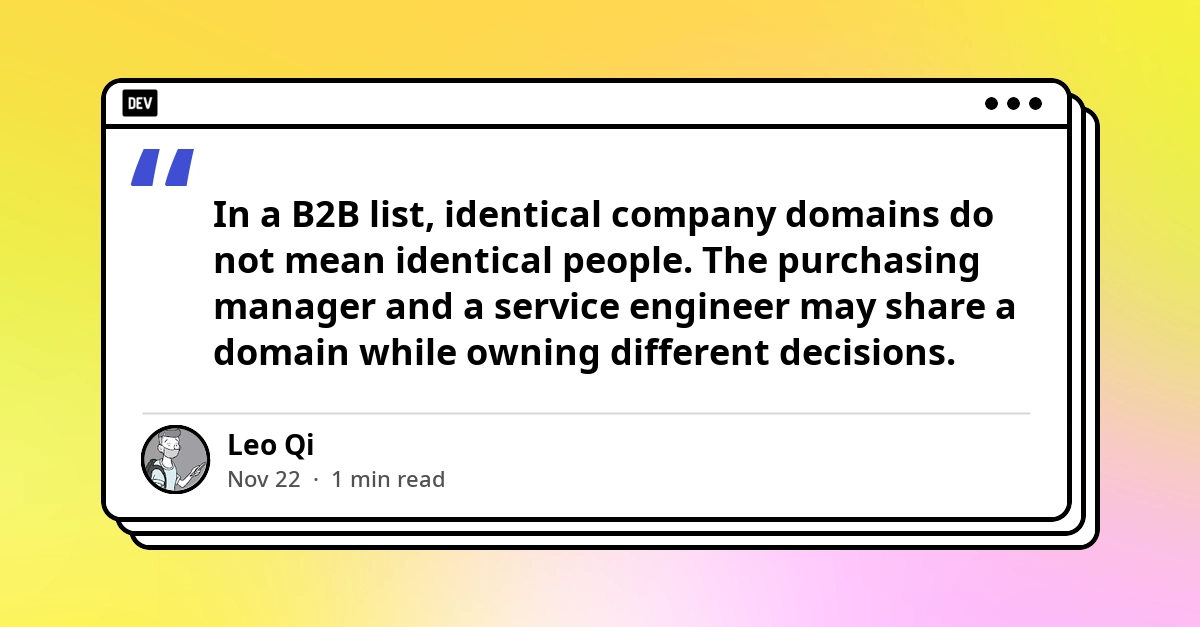 DEV
“
In a B2B list, identical company domains do
not mean identical people. The purchasing
manager and a service engineer may share a
domain while owning different decisions.
Leo Qi
Nov 22 · 1 min read